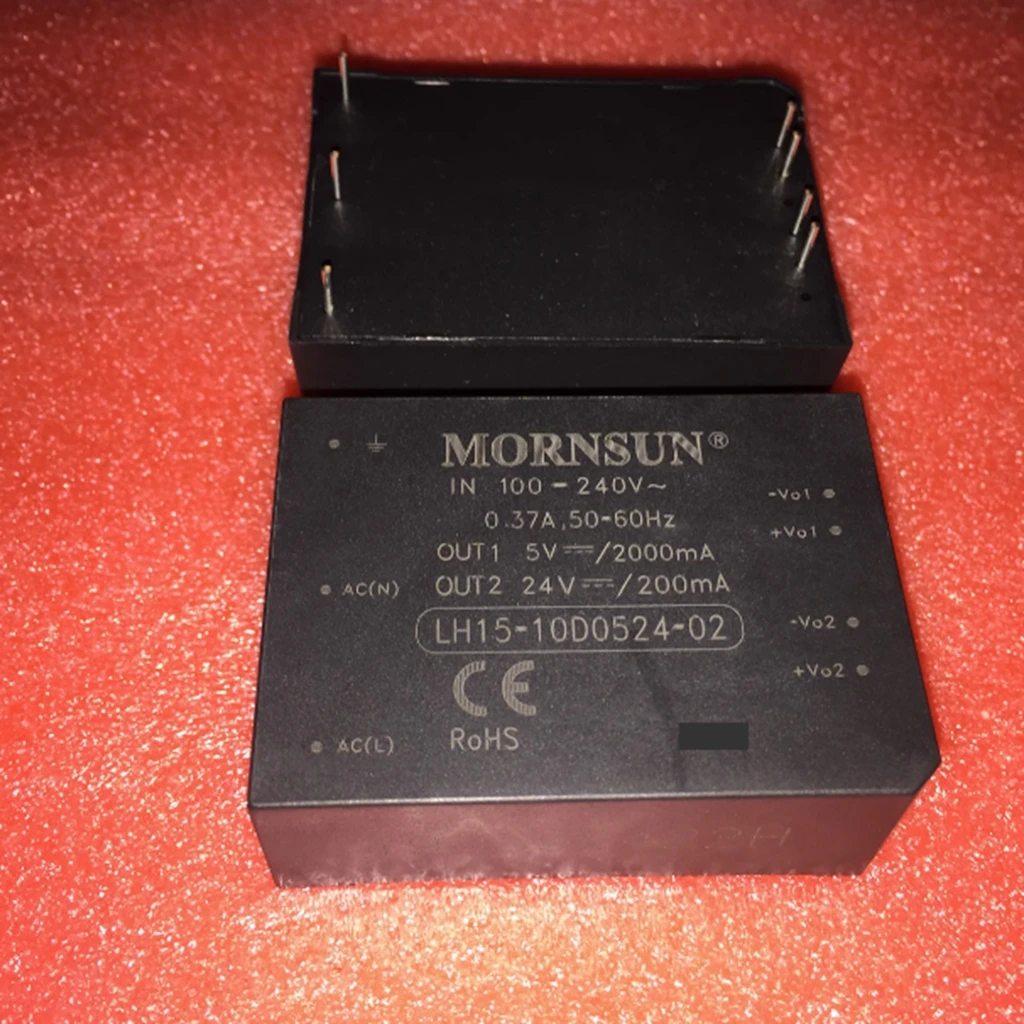 MORNSUN®
IN 100-240V~
0.37A,50-60Hz
OUT1 5V⎓/2000mA
OUT2 24V⎓/200mA
LH15-10D0524-02
CE
RoHS
AC(N)
AC(L)
-Vo1
+Vo1
-Vo2
+Vo2